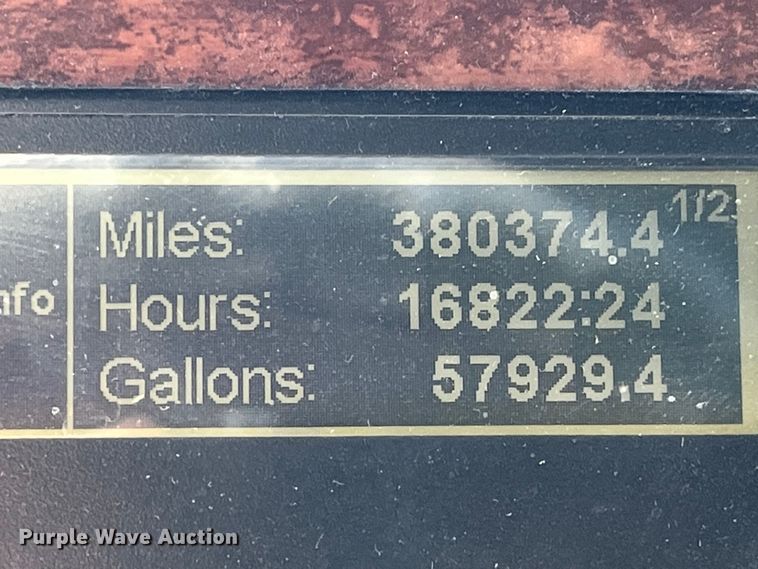 1/2
Miles: 380374.4
nfo
Hours: 16822:24
Gallons: 57929.4
Purple Wave Auction